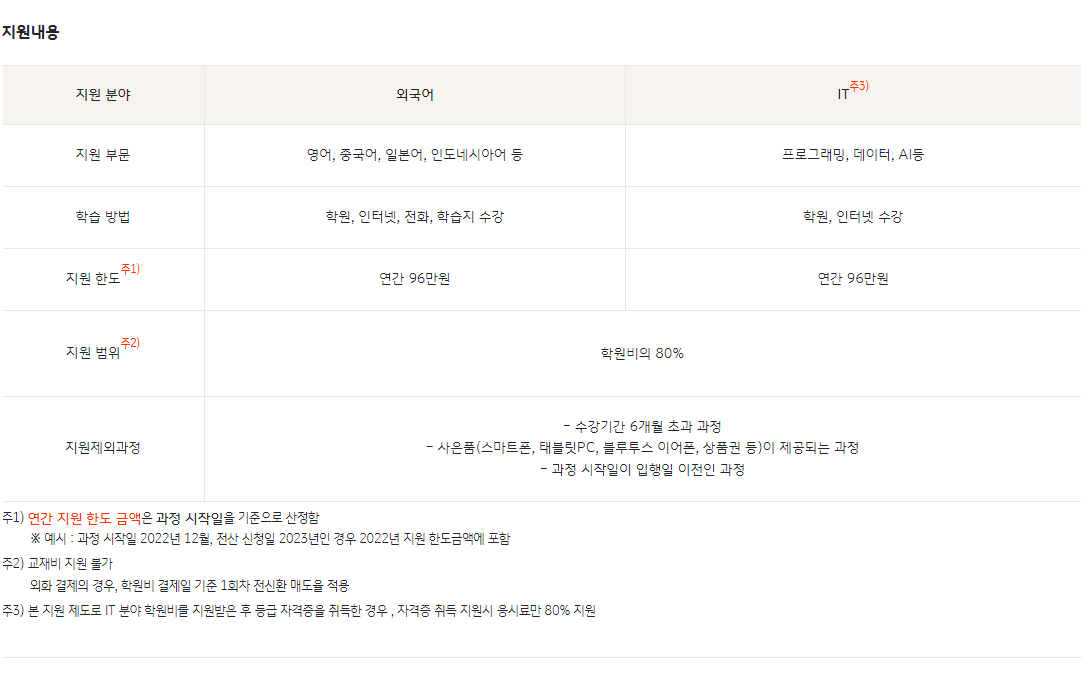 지원내용
지원 분야 외국어 IT주3)
지원 부문 영어, 중국어, 일본어, 인도네시아어 등 프로그래밍, 데이터, AI등
학습 방법 학원, 인터넷, 전화, 학습지 수강 학원, 인터넷 수강
지원 한도주1) 연간 96만원 연간 96만원
지원 범위주2) 학원비의 80%
지원제외과정
- 수강기간 6개월 초과 과정
- 사은품(스마트폰, 태블릿PC, 블루투스 이어폰, 상품권 등)이 제공되는 과정
- 과정 시작일이 입행일 이전인 과정
주1) 연간 지원 한도 금액은 과정 시작일을 기준으로 산정함
※ 예시 : 과정 시작일 2022년 12월, 전산 신청일 2023년인 경우 2022년 지원 한도금액에 포함
주2) 교재비 지원 불가
외화 결제의 경우, 학원비 결제일 기준 1회차 전신환 매도율 적용
주3) 본 지원 제도로 IT 분야 학원비를 지원받은 후 등급 자격증을 취득한 경우 , 자격증 취득 지원시 응시료만 80% 지원